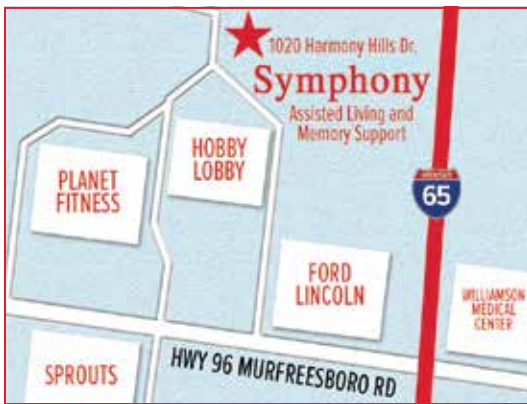 1020 Harmony Hills Dr.
Symphony
Assisted Living and
Memory Support
HOBBY
LOBBY
PLANET
FITNESS
65
FORD
LINCOLN
WILLIAMSON
MEDICAL
CENTER
HWY 96 MURFREESBORO RD
SPROUTS